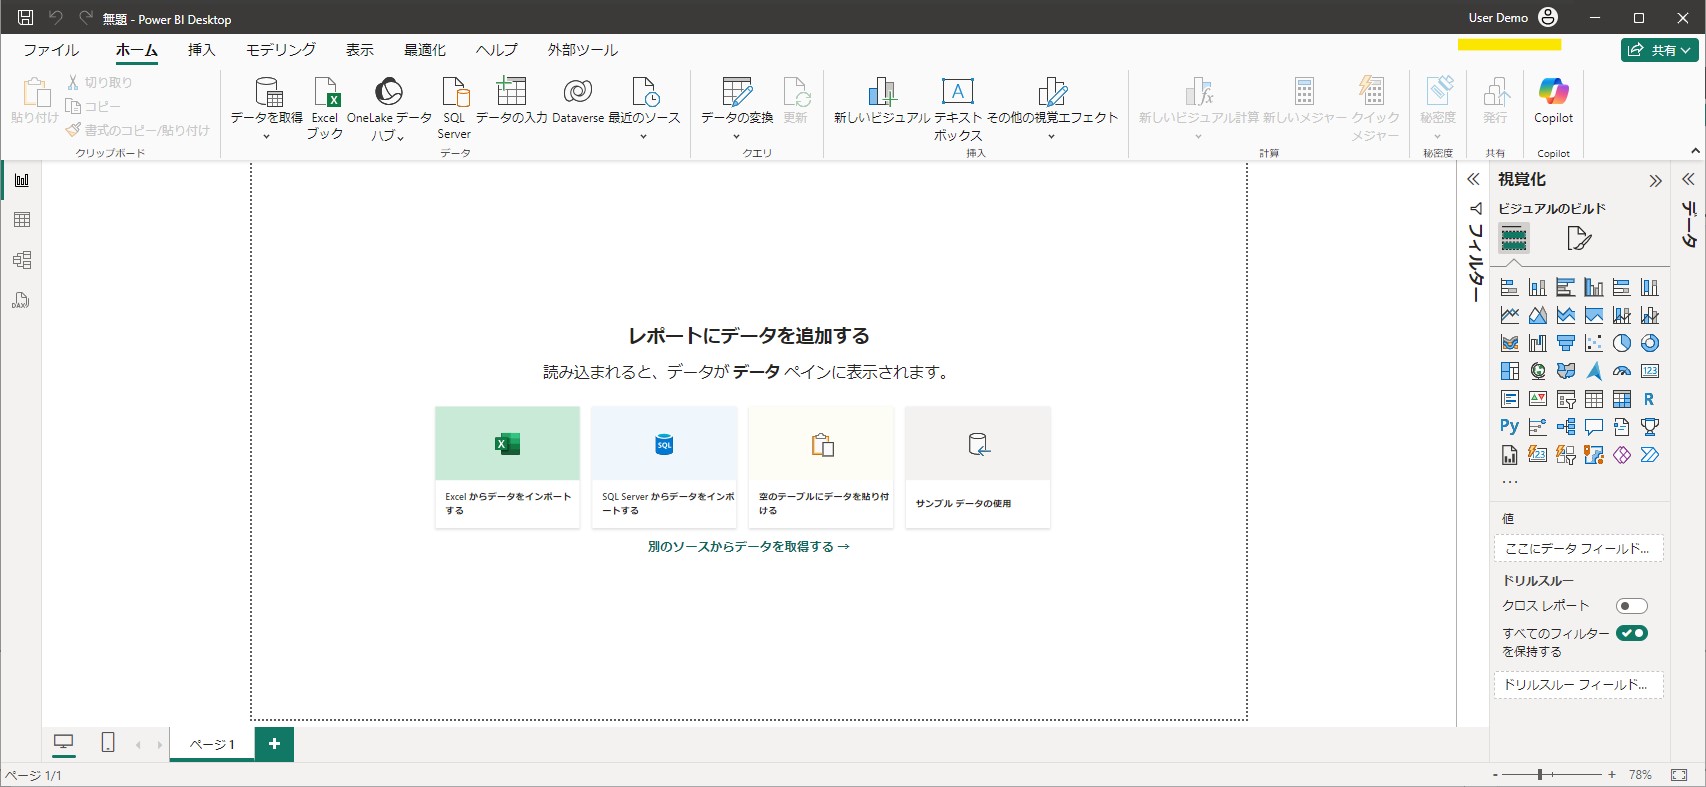 無題 - Power BI Desktop
User Demo
ファイル ホーム 挿入 モデリング 表示 最適化 ヘルプ 外部ツール
共有
貼り付け
切り取り
コピー
書式のコピー/貼り付け
クリップボード
データを取得
Excel
ブック
OneLake データ
ハブ
SQL
Server
データの入力
Dataverse
最近のソース
データ
データの変換
更新
クエリ
新しいビジュアル
テキスト
ボックス
その他の視覚エフェクト
挿入
新しいビジュアル計算
新しいメジャー
クイック
メジャー
計算
秘密度
秘密度
発行
共有
Copilot
Copilot
フィルター
視覚化
ビジュアルのビルド
データ
レポートにデータを追加する
読み込まれると、データが データ ペインに表示されます。
Excel からデータをインポート
する
SQL Server からデータをインポ
ートする
空のテーブルにデータを貼り付
ける
サンプル データの使用
別のソースからデータを取得する →
DAX
SQL
123
R
Py
123
...
値
ここにデータ フィールド...
ドリルスルー
クロス レポート
すべてのフィルター
を保持する
ドリルスルー フィールド...
ページ 1
ページ 1/1
- + 78%